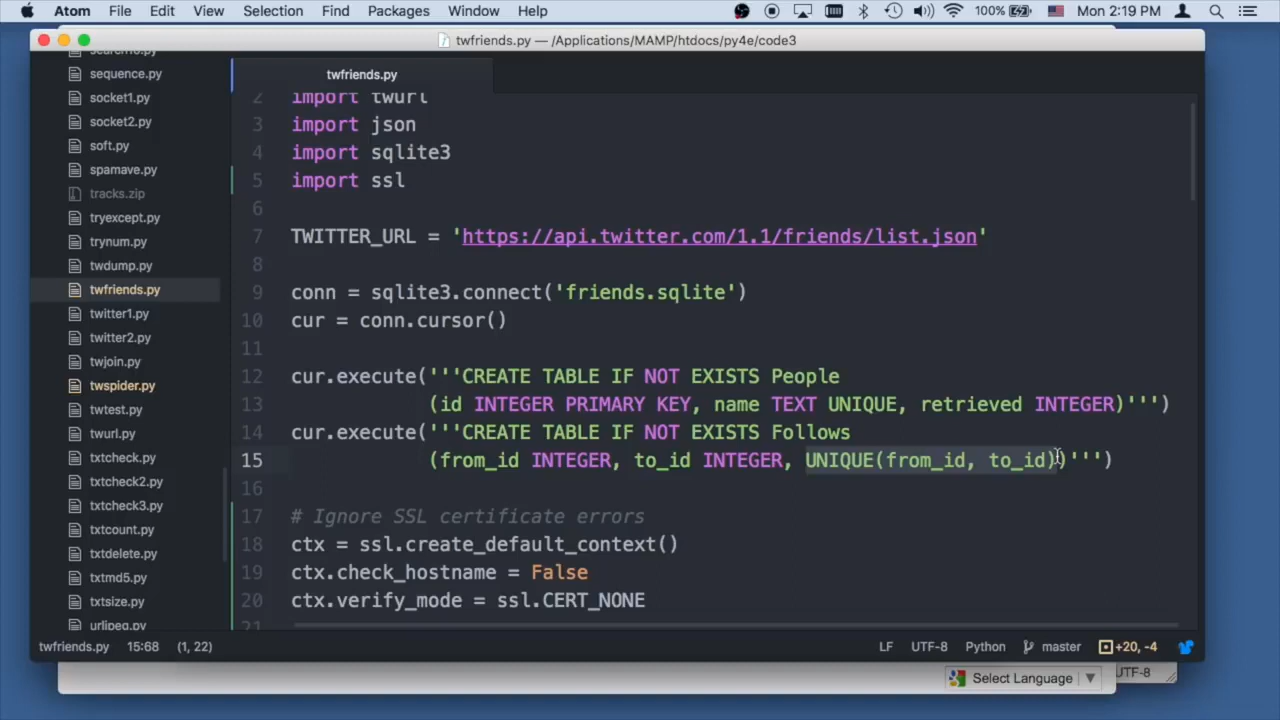 Atom File Edit View Selection Find Packages Window Help 100% Mon 2:19 PM
twfriends.py — /Applications/MAMP/htdocs/py4e/code3
twfriends.py
sequence.py
socket1.py
socket2.py
soft.py
spamave.py
tracks.zip
tryexcept.py
trynum.py
twdump.py
twfriends.py
twitter1.py
twitter2.py
twjoin.py
twspider.py
twtest.py
twurl.py
txtcheck.py
txtcheck2.py
txtcheck3.py
txtcount.py
txtdelete.py
txtmd5.py
txtsize.py
urljpeg.py
2 import twurl
3 import json
4 import sqlite3
5 import ssl
6
7 TWITTER_URL = 'https://api.twitter.com/1.1/friends/list.json'
8
9 conn = sqlite3.connect('friends.sqlite')
10 cur = conn.cursor()
11
12 cur.execute('''CREATE TABLE IF NOT EXISTS People
13 (id INTEGER PRIMARY KEY, name TEXT UNIQUE, retrieved INTEGER)''')
14 cur.execute('''CREATE TABLE IF NOT EXISTS Follows
15 (from_id INTEGER, to_id INTEGER, UNIQUE(from_id, to_id))''')
16
17 # Ignore SSL certificate errors
18 ctx = ssl.create_default_context()
19 ctx.check_hostname = False
20 ctx.verify_mode = ssl.CERT_NONE
21
twfriends.py 15:68 (1, 22) LF UTF-8 Python master +20, -4
Select Language ▼ UTF-8